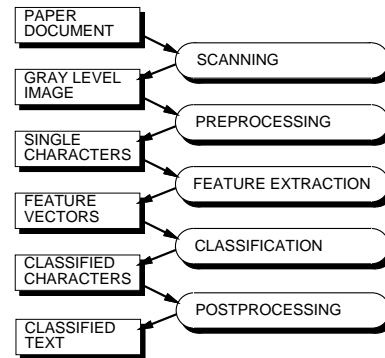 PAPER
DOCUMENT
SCANNING
GRAY LEVEL
IMAGE
PREPROCESSING
SINGLE
CHARACTERS
FEATURE EXTRACTION
FEATURE
VECTORS
CLASSIFICATION
CLASSIFIED
CHARACTERS
POSTPROCESSING
CLASSIFIED
TEXT